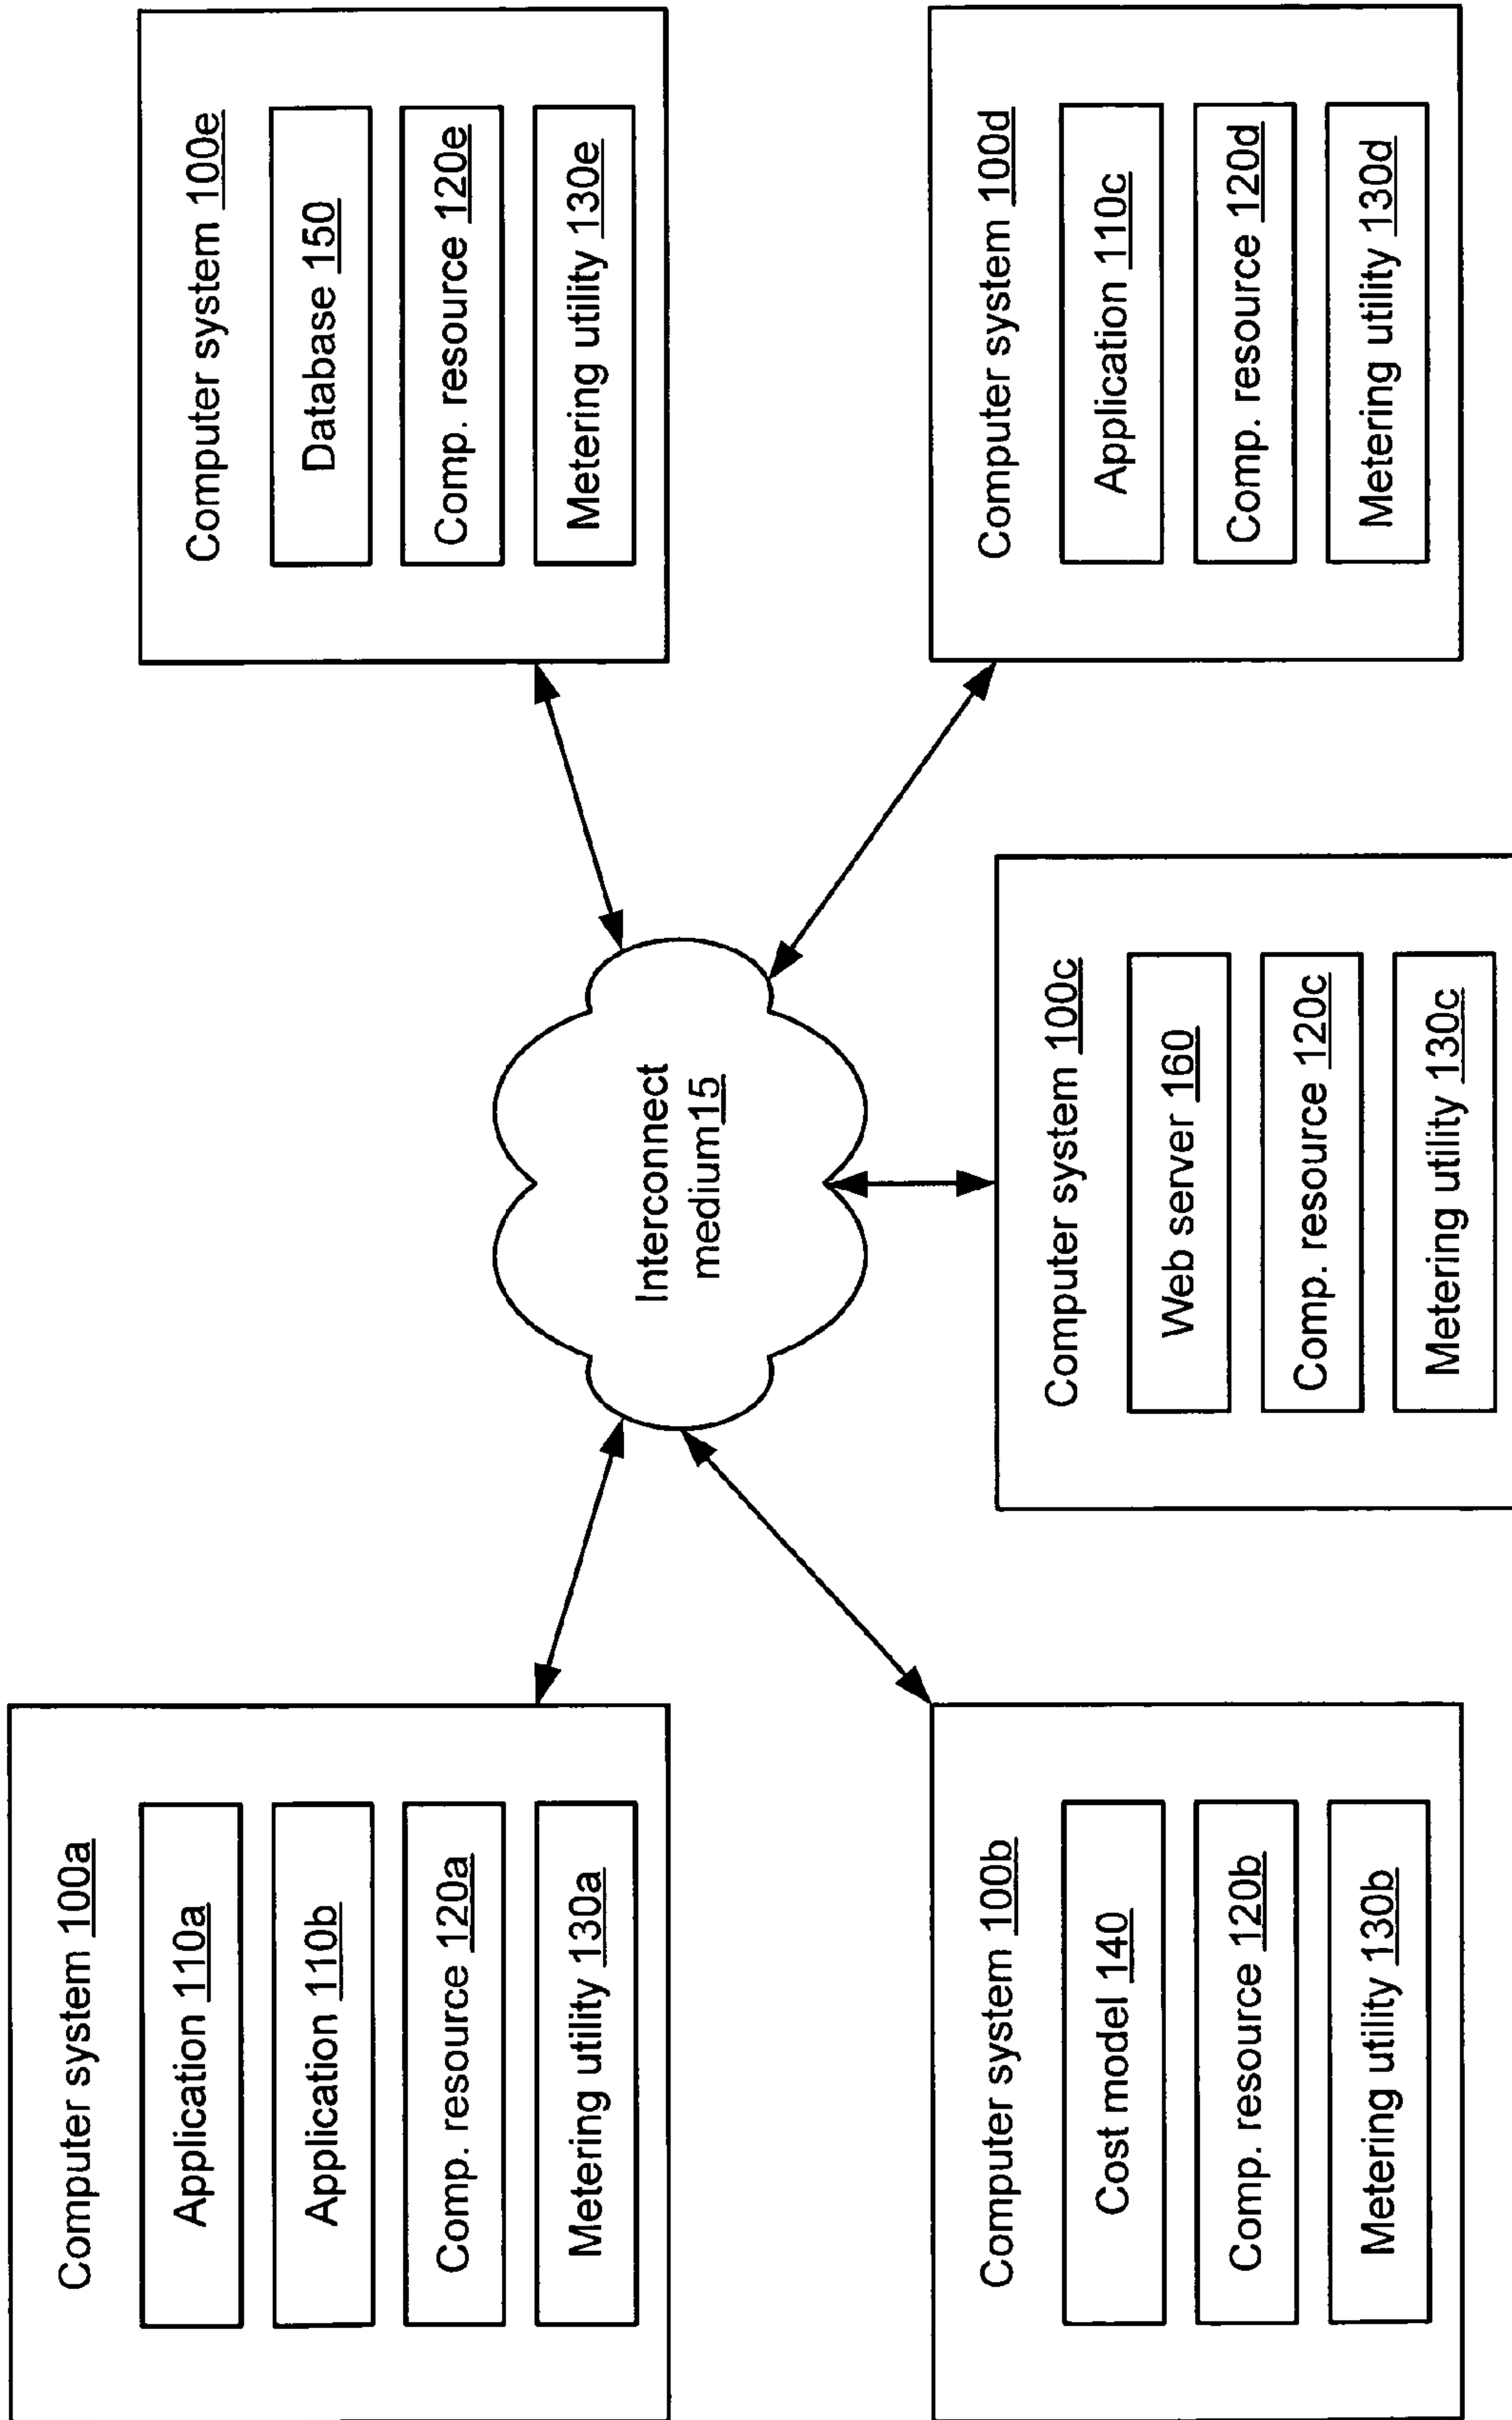 Computer system 100a
Application 110a
Application 110b
Comp. resource 120a
Metering utility 130a
Computer system 100e
Database 150
Comp. resource 120e
Metering utility 130e
Interconnect
medium15
Computer system 100b
Cost model 140
Comp. resource 120b
Metering utility 130b
Computer system 100c
Web server 160
Comp. resource 120c
Metering utility 130c
Computer system 100d
Application 110c
Comp. resource 120d
Metering utility 130d